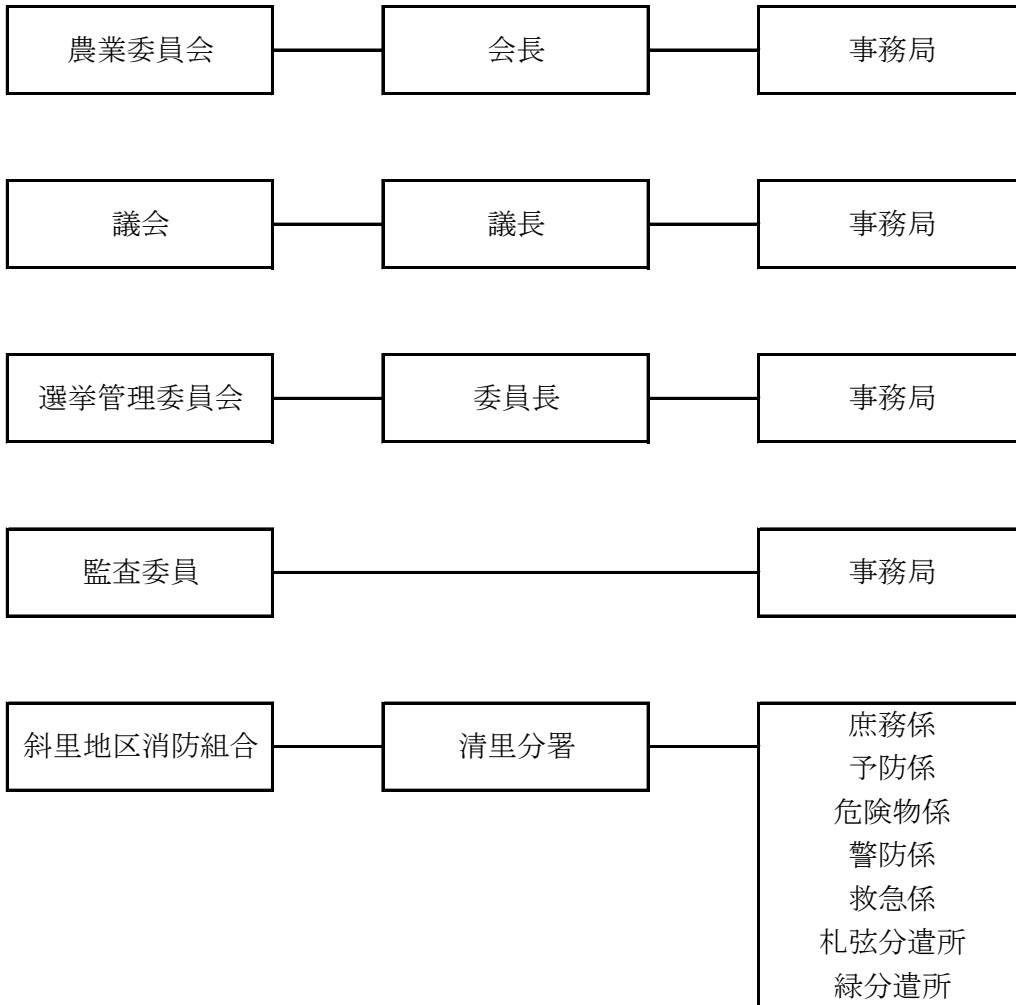 農業委員会 会長 事務局
議会 議長 事務局
選挙管理委員会 委員長 事務局
監査委員 事務局
斜里地区消防組合 清里分署 庶務係
予防係
危険物係
警防係
救急係
札弦分遣所
緑分遣所